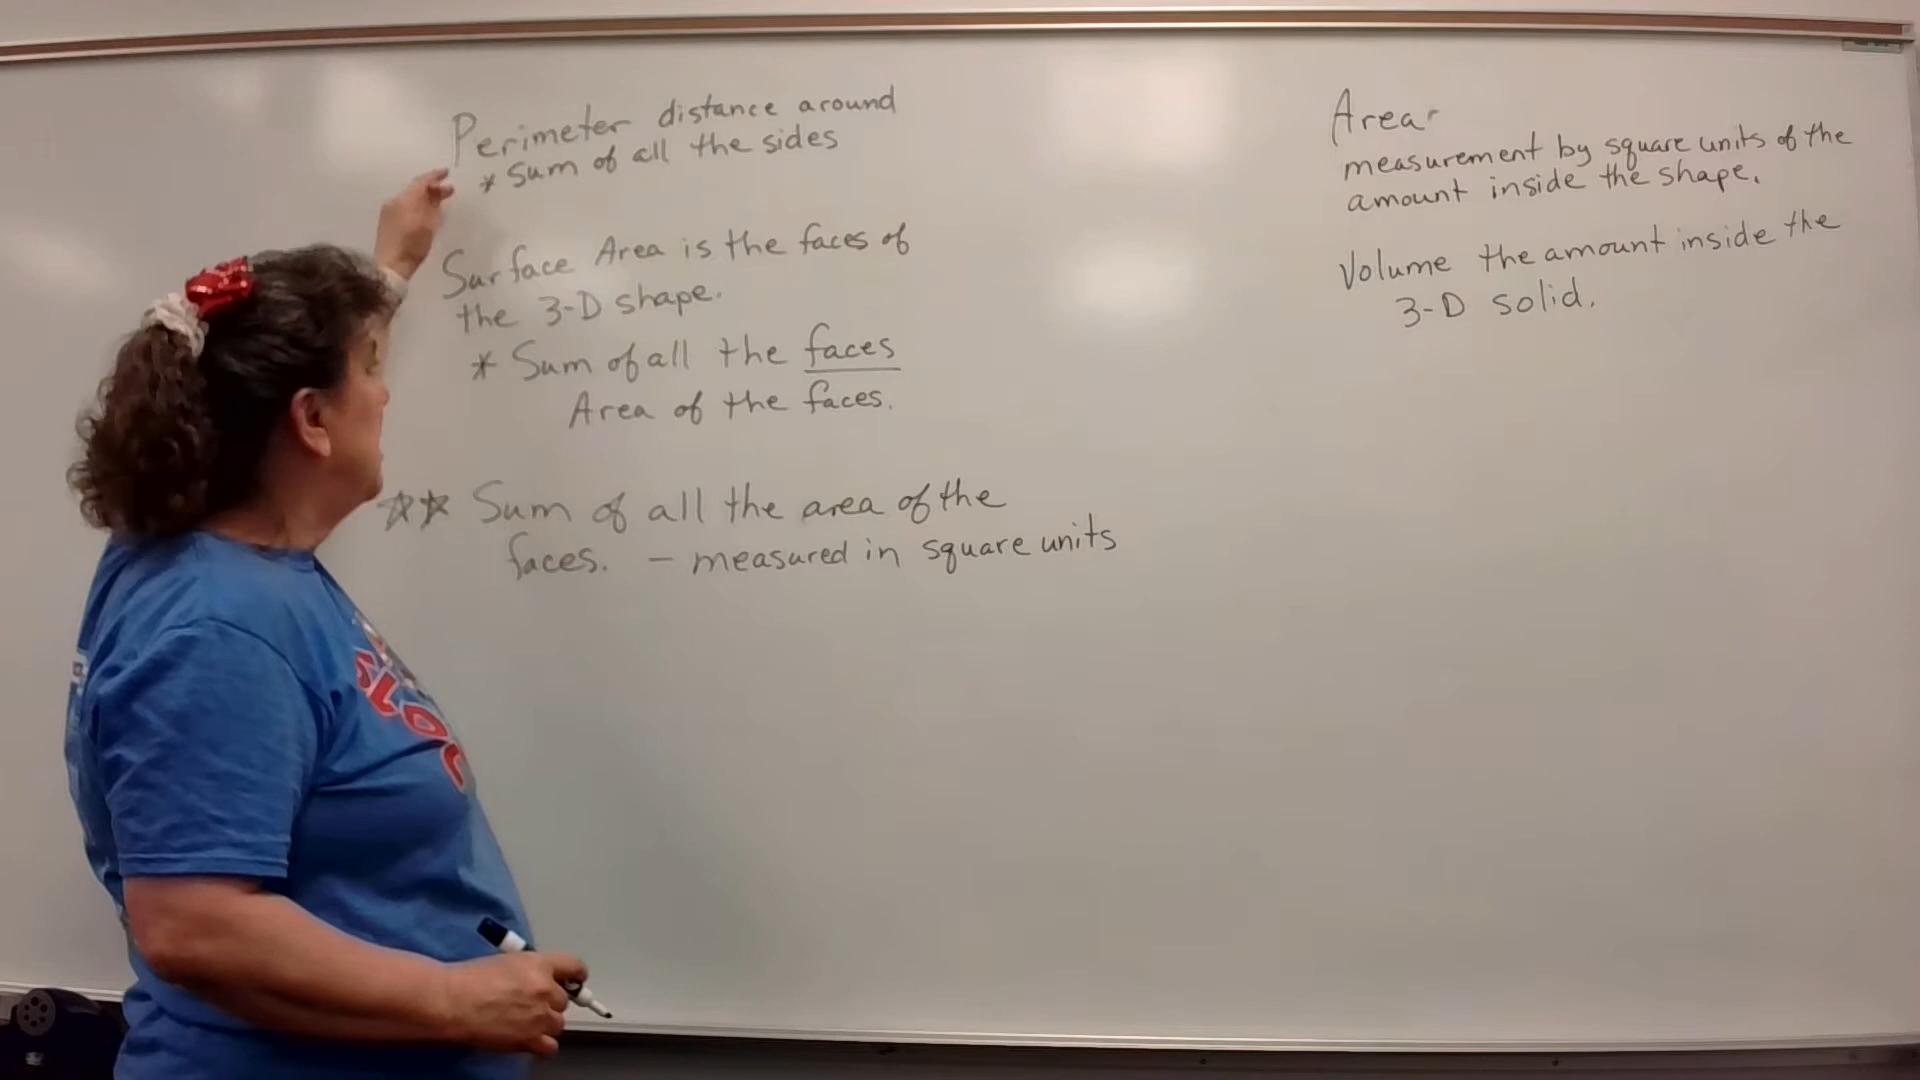 Perimeter distance around
* Sum of all the sides
Surface Area is the faces of
the 3-D shape.
* Sum of all the faces
Area of the faces.
☆☆ Sum of all the area of the
faces. - measured in square units
Area-
measurement by square units of the
amount inside the shape.
Volume the amount inside the
3-D solid.